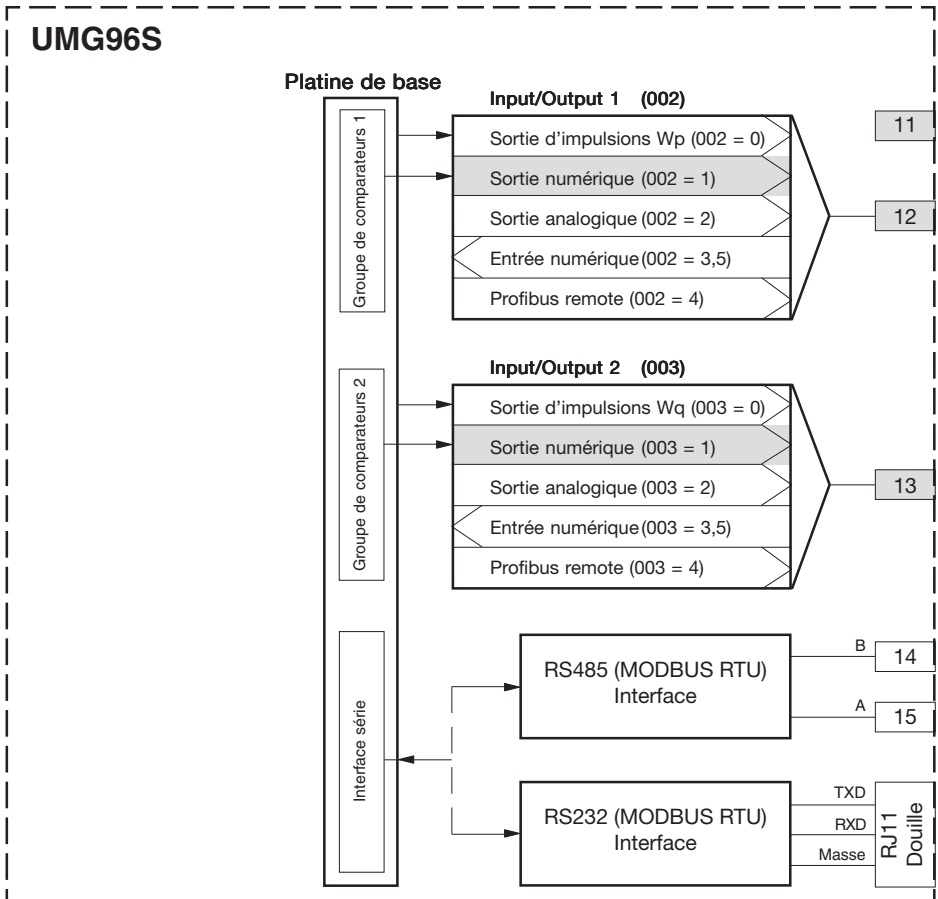 UMG96S
Platine de base
Groupe de comparateurs 1
Input/Output 1 (002)
Sortie d'impulsions Wp (002 = 0)
Sortie numérique (002 = 1)
Sortie analogique (002 = 2)
Entrée numérique (002 = 3,5)
Profibus remote (002 = 4)
11
12
Groupe de comparateurs 2
Input/Output 2 (003)
Sortie d'impulsions Wq (003 = 0)
Sortie numérique (003 = 1)
Sortie analogique (003 = 2)
Entrée numérique (003 = 3,5)
Profibus remote (003 = 4)
13
Interface série
RS485 (MODBUS RTU)
Interface
B
14
A
15
RS232 (MODBUS RTU)
Interface
TXD
RXD
Masse
RJ11
Douille